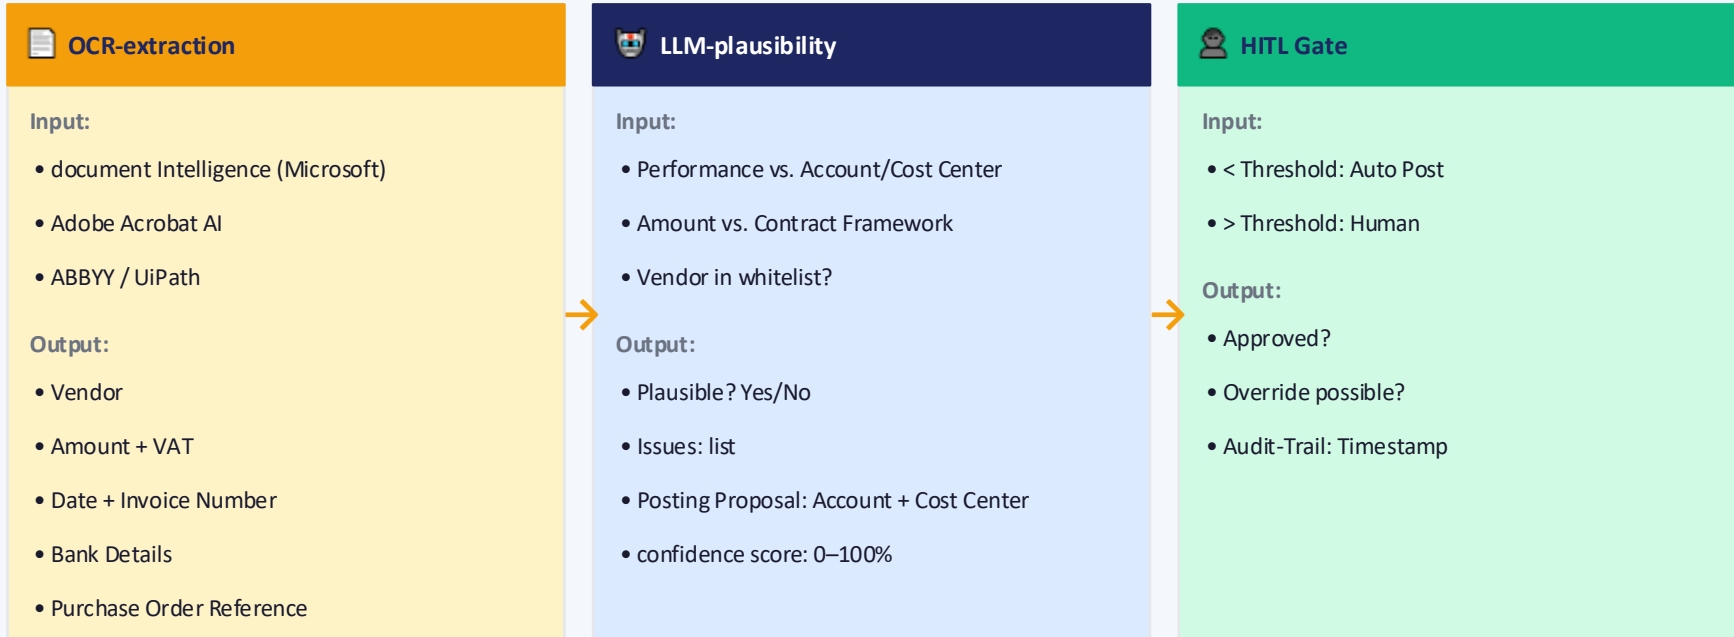 OCR-extraction
Input:
• document Intelligence (Microsoft)
• Adobe Acrobat AI
• ABBYY / UiPath
Output:
• Vendor
• Amount + VAT
• Date + Invoice Number
• Bank Details
• Purchase Order Reference
LLM-plausibility
Input:
• Performance vs. Account/Cost Center
• Amount vs. Contract Framework
• Vendor in whitelist?
Output:
• Plausible? Yes/No
• Issues: list
• Posting Proposal: Account + Cost Center
• confidence score: 0–100%
HITL Gate
Input:
• < Threshold: Auto Post
• > Threshold: Human
Output:
• Approved?
• Override possible?
• Audit-Trail: Timestamp